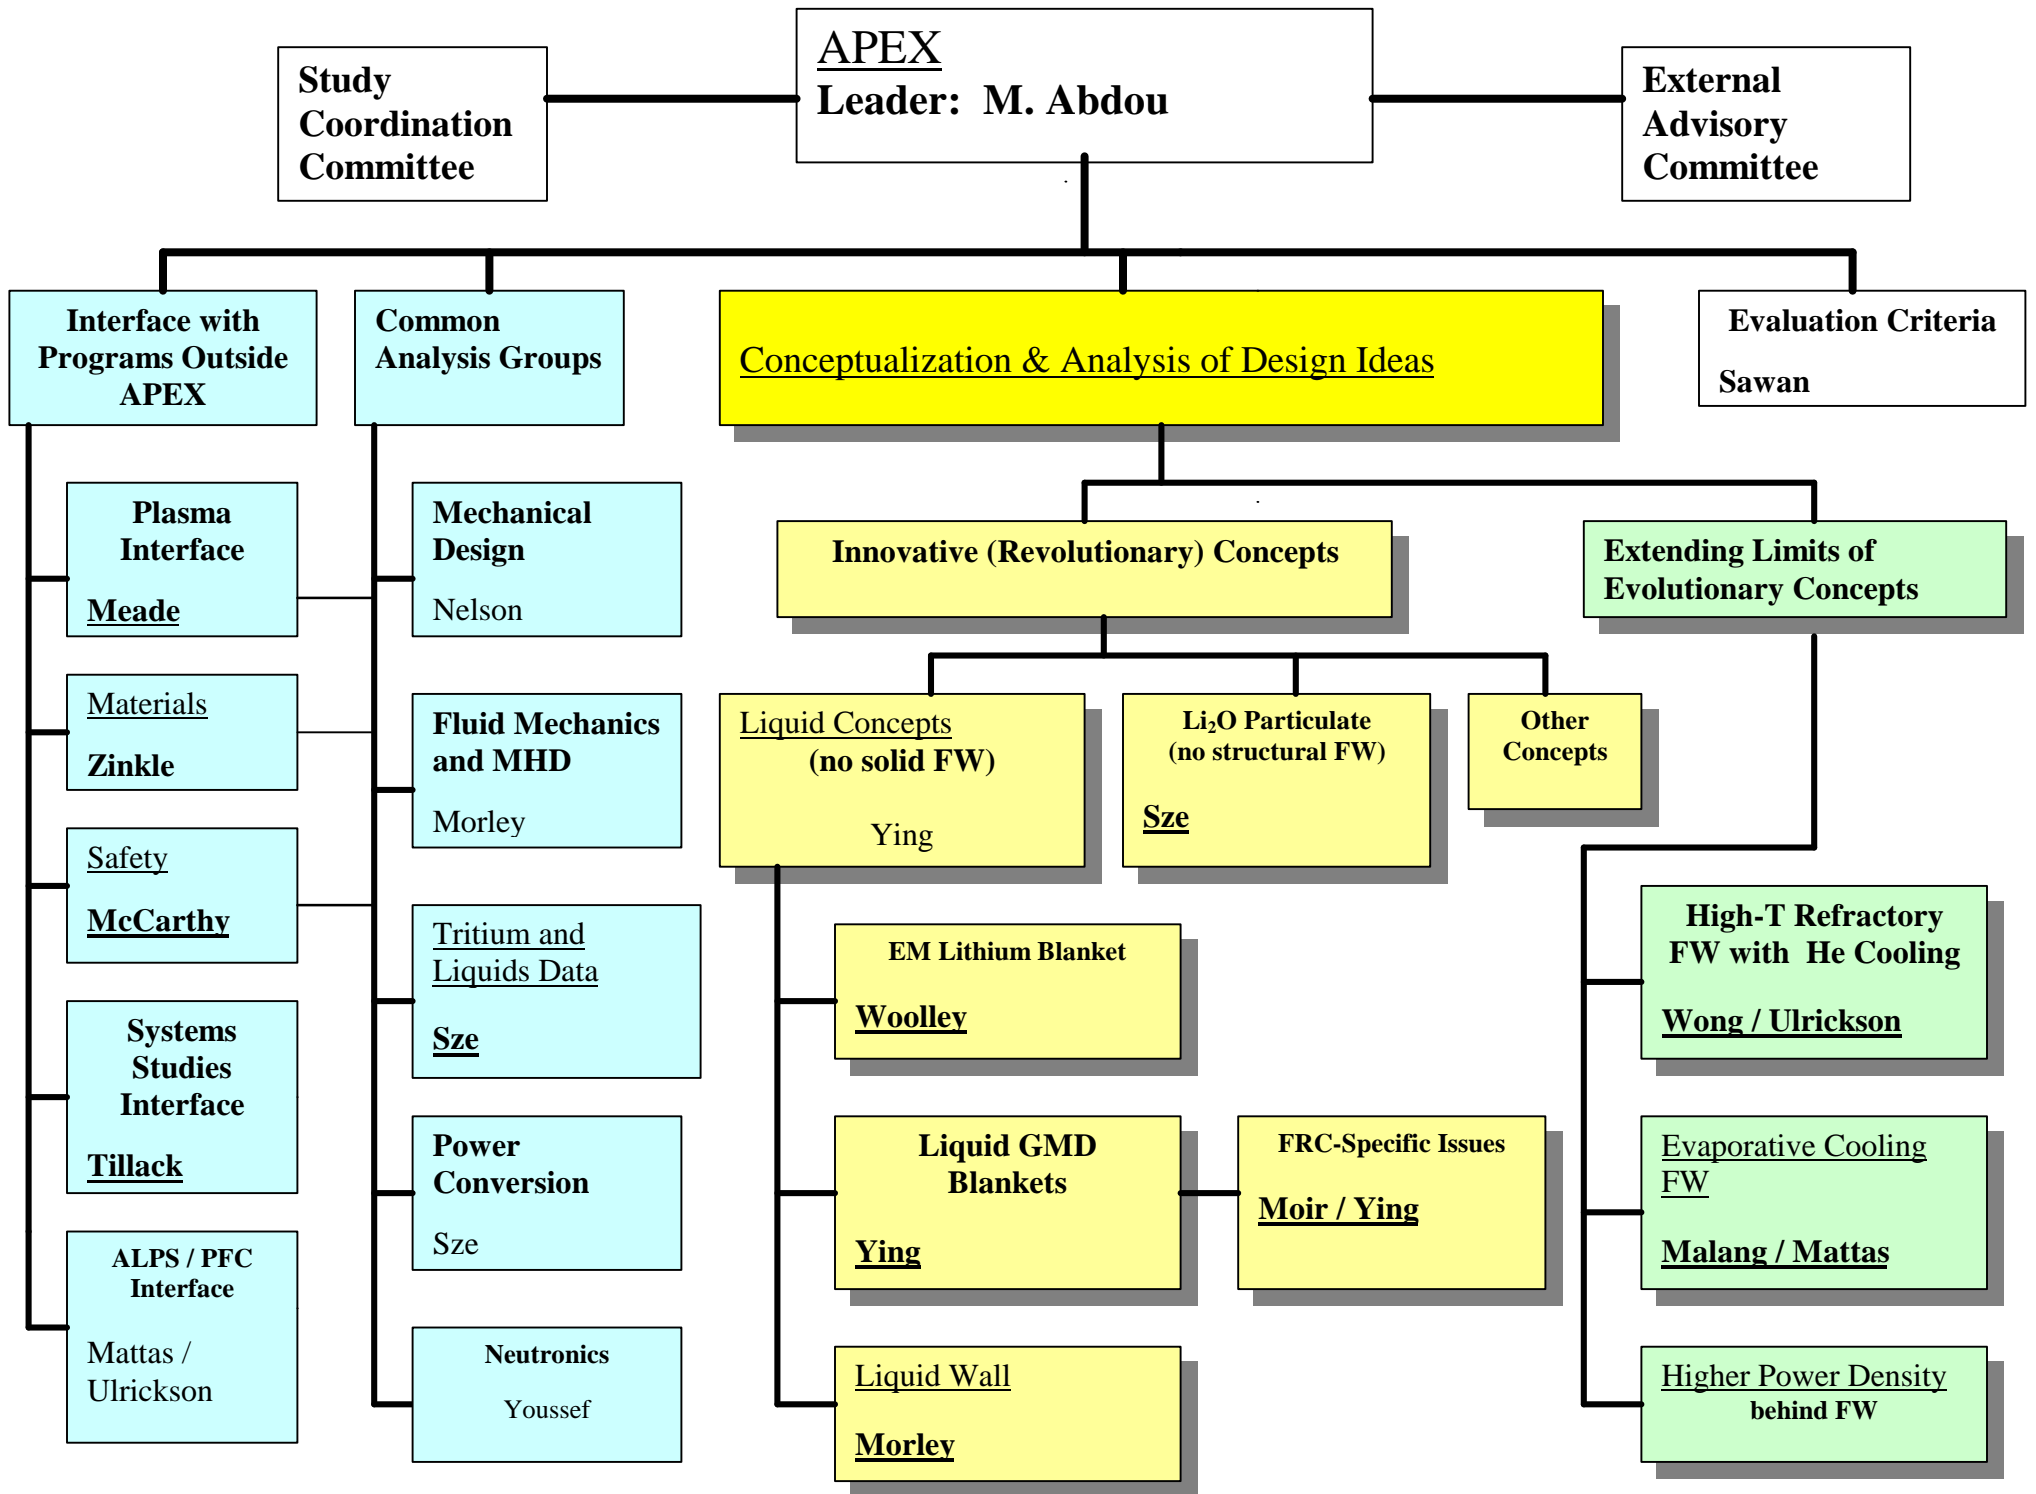 Study
Coordination
Committee
APEX
Leader:  M. Abdou
External
Advisory
Committee
Interface with
Programs Outside
APEX
Common
Analysis Groups
Conceptualization & Analysis of Design Ideas
Evaluation Criteria
Sawan
Plasma
Interface
Meade
Materials
Zinkle
Safety
McCarthy
Systems
Studies
Interface
Tillack
ALPS / PFC
Interface
Mattas /
Ulrickson
Mechanical
Design
Nelson
Fluid Mechanics
and MHD
Morley
Tritium and
Liquids Data
Sze
Power
Conversion
Sze
Neutronics
Youssef
Innovative (Revolutionary) Concepts
Liquid Concepts
(no solid FW)
Ying
Li₂O Particulate
(no structural FW)
Sze
Other
Concepts
EM Lithium Blanket
Woolley
Liquid GMD
Blankets
Ying
FRC-Specific Issues
Moir / Ying
Liquid Wall
Morley
Extending Limits of
Evolutionary Concepts
High-T Refractory
FW with  He Cooling
Wong / Ulrickson
Evaporative Cooling
FW
Malang / Mattas
Higher Power Density
behind FW